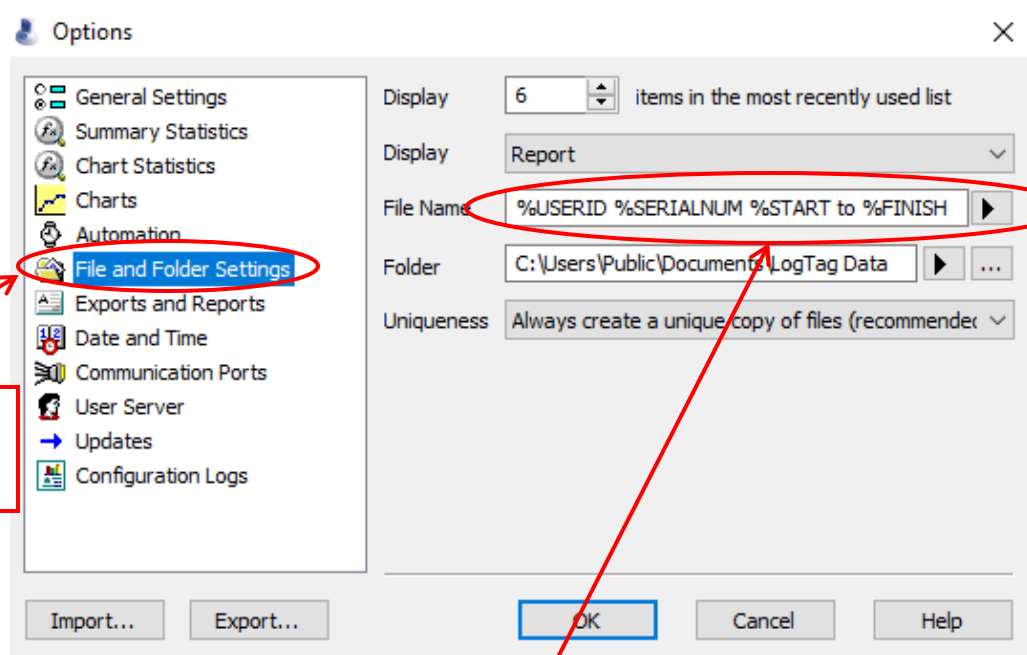 Options
General Settings
Summary Statistics
Chart Statistics
Charts
Automation
File and Folder Settings
Exports and Reports
Date and Time
Communication Ports
User Server
Updates
Configuration Logs
Display 6 items in the most recently used list
Display Report
File Name %USERID %SERIALNUM %START to %FINISH
Folder C:\Users\Public\Documents\LogTag Data ...
Uniqueness Always create a unique copy of files (recommended
Import... Export... OK Cancel Help